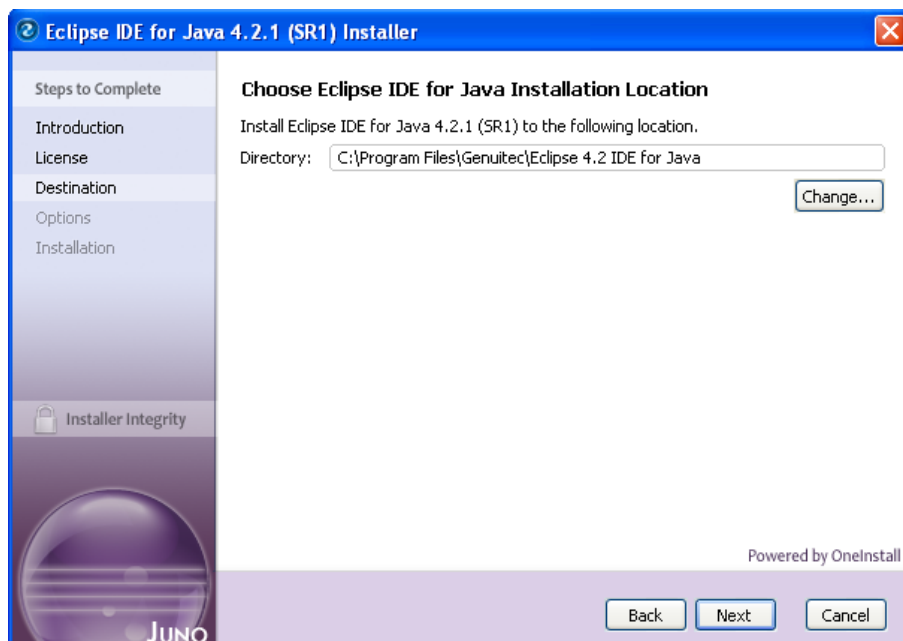 Eclipse IDE for Java 4.2.1 (SR1) Installer
Steps to Complete
Introduction
License
Destination
Options
Installation
Installer Integrity
JUNO
Choose Eclipse IDE for Java Installation Location
Install Eclipse IDE for Java 4.2.1 (SR1) to the following location.
Directory: C:\Program Files\Genuitec\Eclipse 4.2 IDE for Java
Change...
Powered by OneInstall
Back Next Cancel